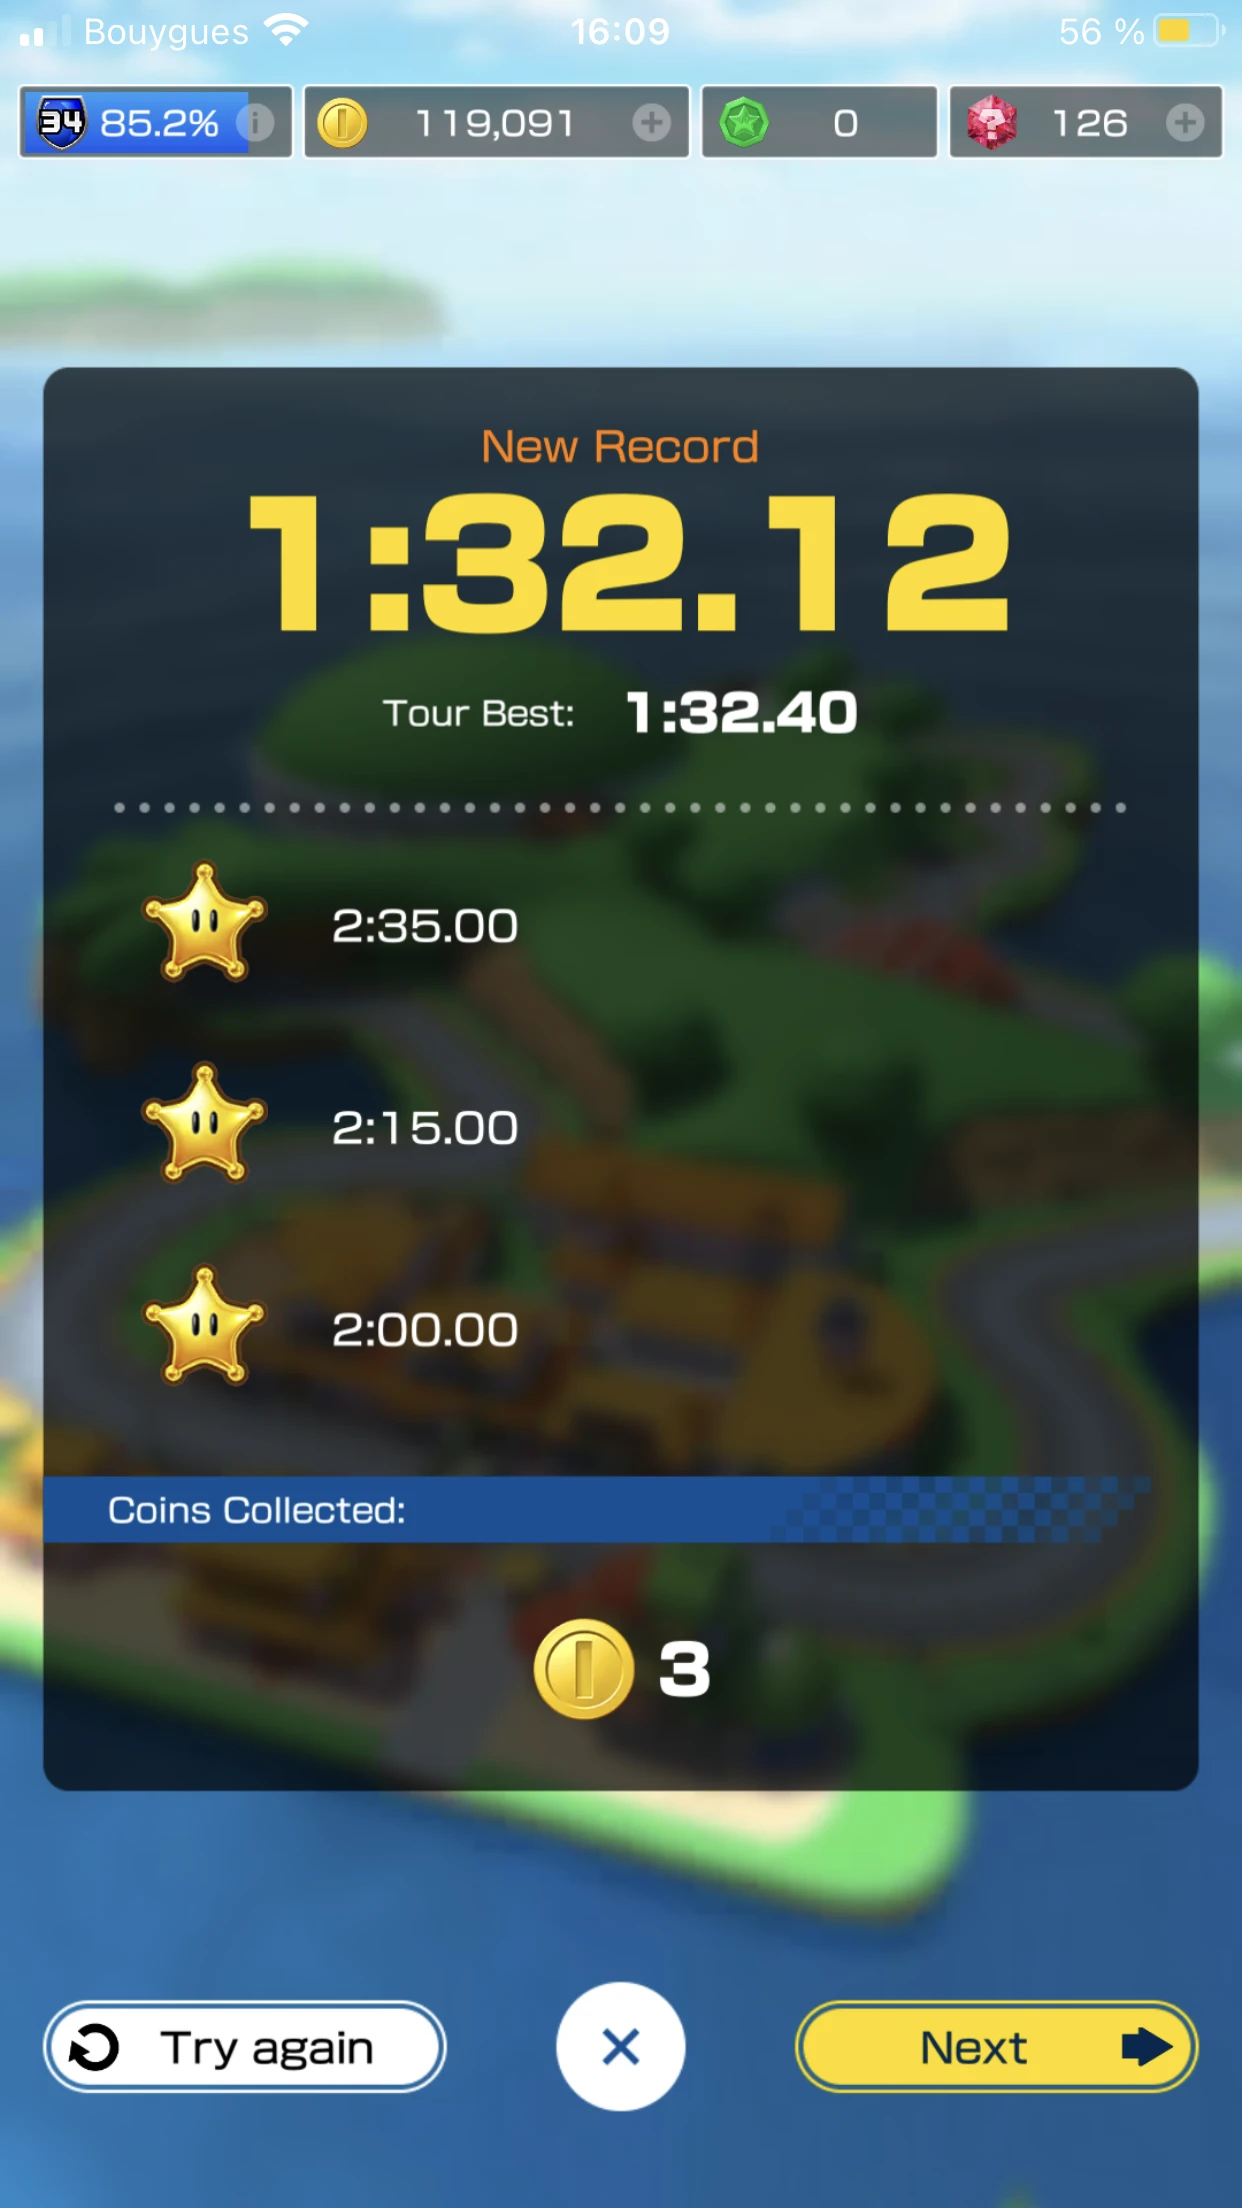 Bouygues 16:09 56 %
34 85.2% i 119,091 + 0 ? 126 +
New Record
1:32.12
Tour Best: 1:32.40
2:35.00
2:15.00
2:00.00
Coins Collected:
3
Try again × Next